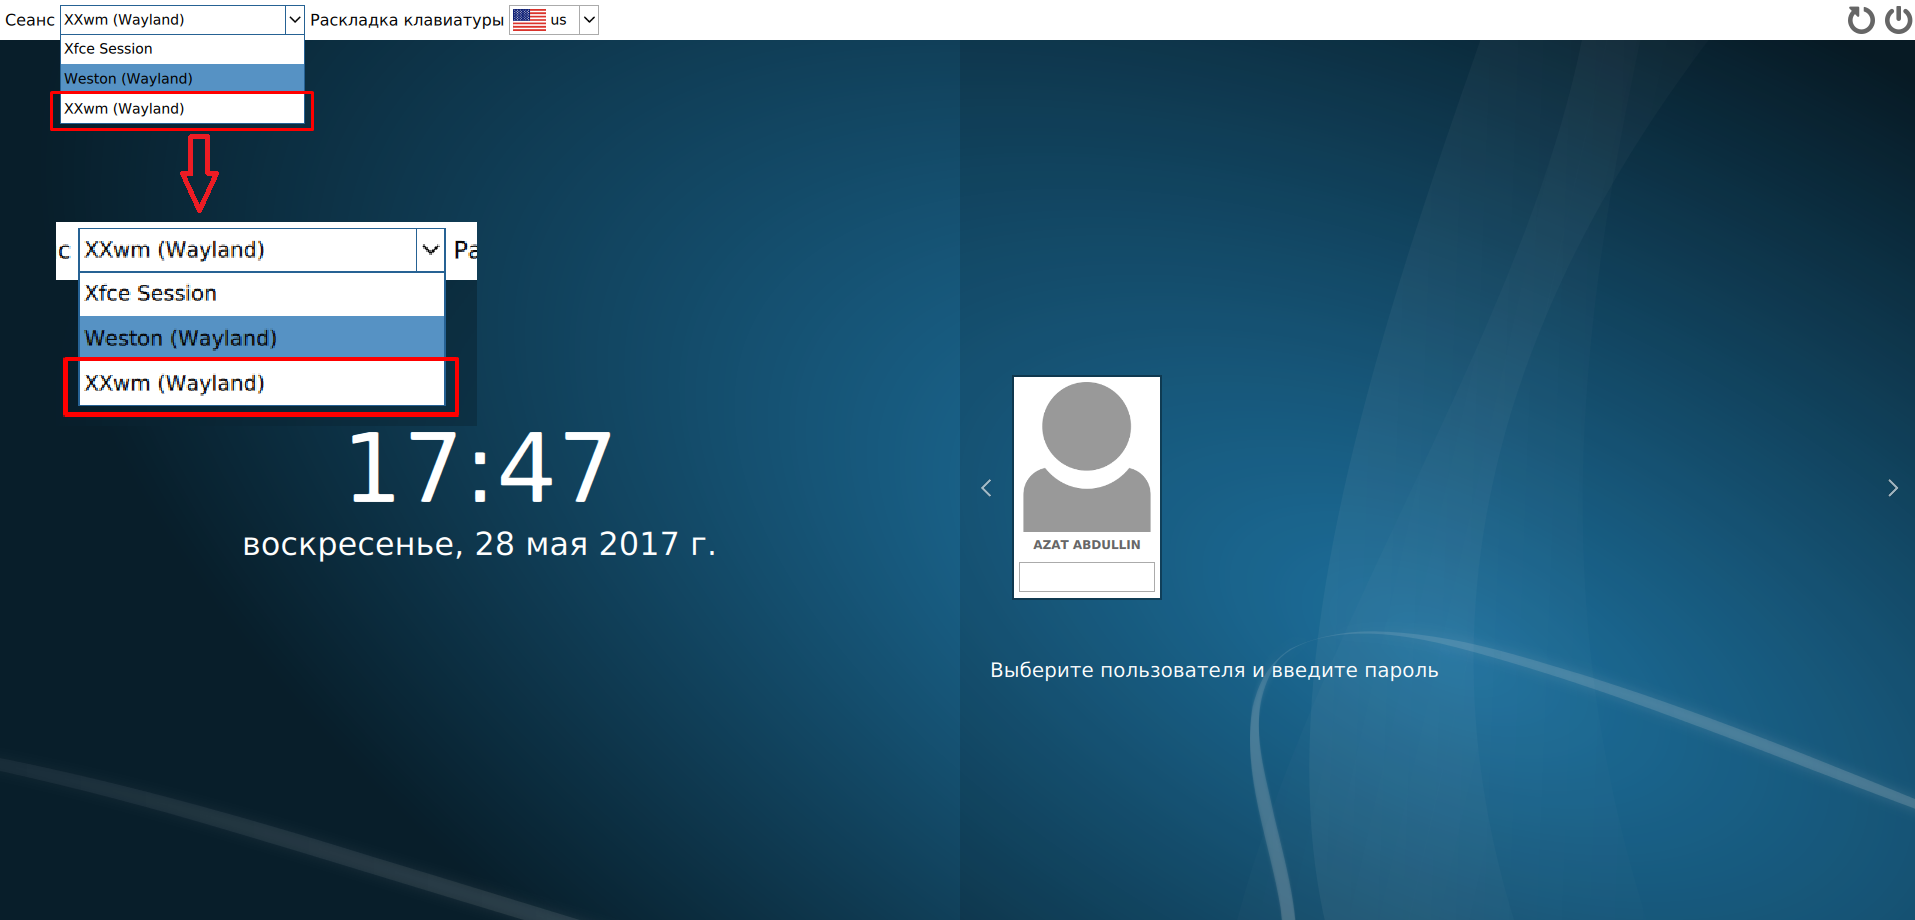 Сеанс XXwm (Wayland) Раскладка клавиатуры us
Xfce Session
Weston (Wayland)
XXwm (Wayland)
с XXwm (Wayland) Ра
Xfce Session
Weston (Wayland)
XXwm (Wayland)
17:47
воскресенье, 28 мая 2017 г.
AZAT ABDULLIN
Выберите пользователя и введите пароль